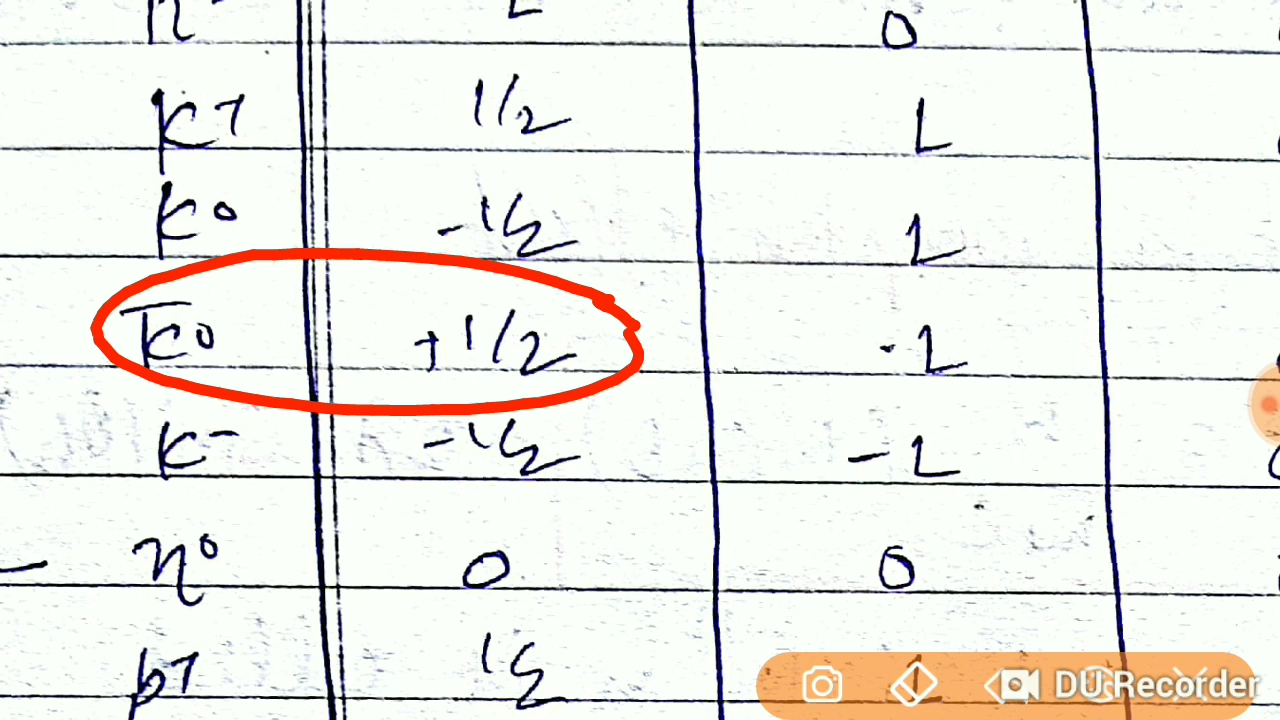 K+ 1/2 1
K0 -1/2 1
K̅0 +1/2 -1
K- -1/2 -1
η0 0 0
p+ 1/2 1
DU Recorder